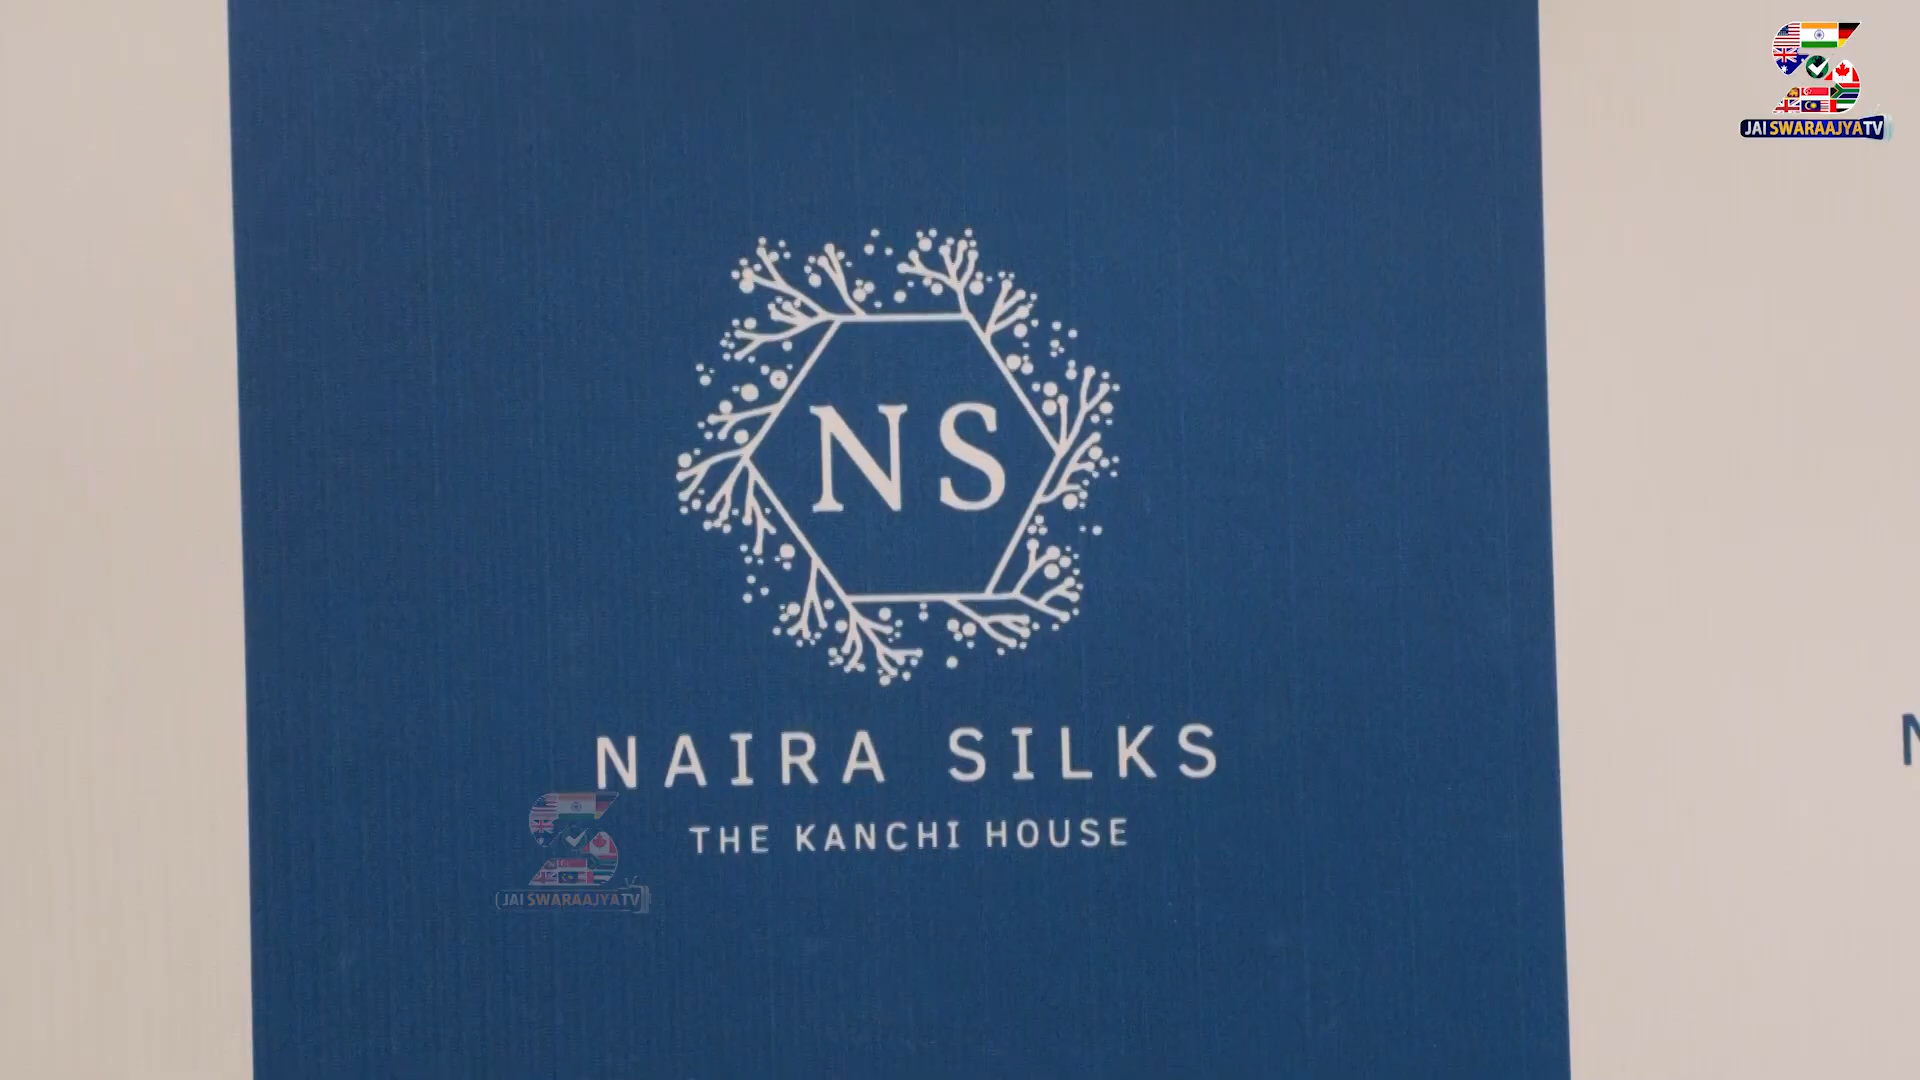 JAI SWARAAJYA TV
NS
NAIRA SILKS
THE KANCHI HOUSE
JAI SWARAAJYA TV
N